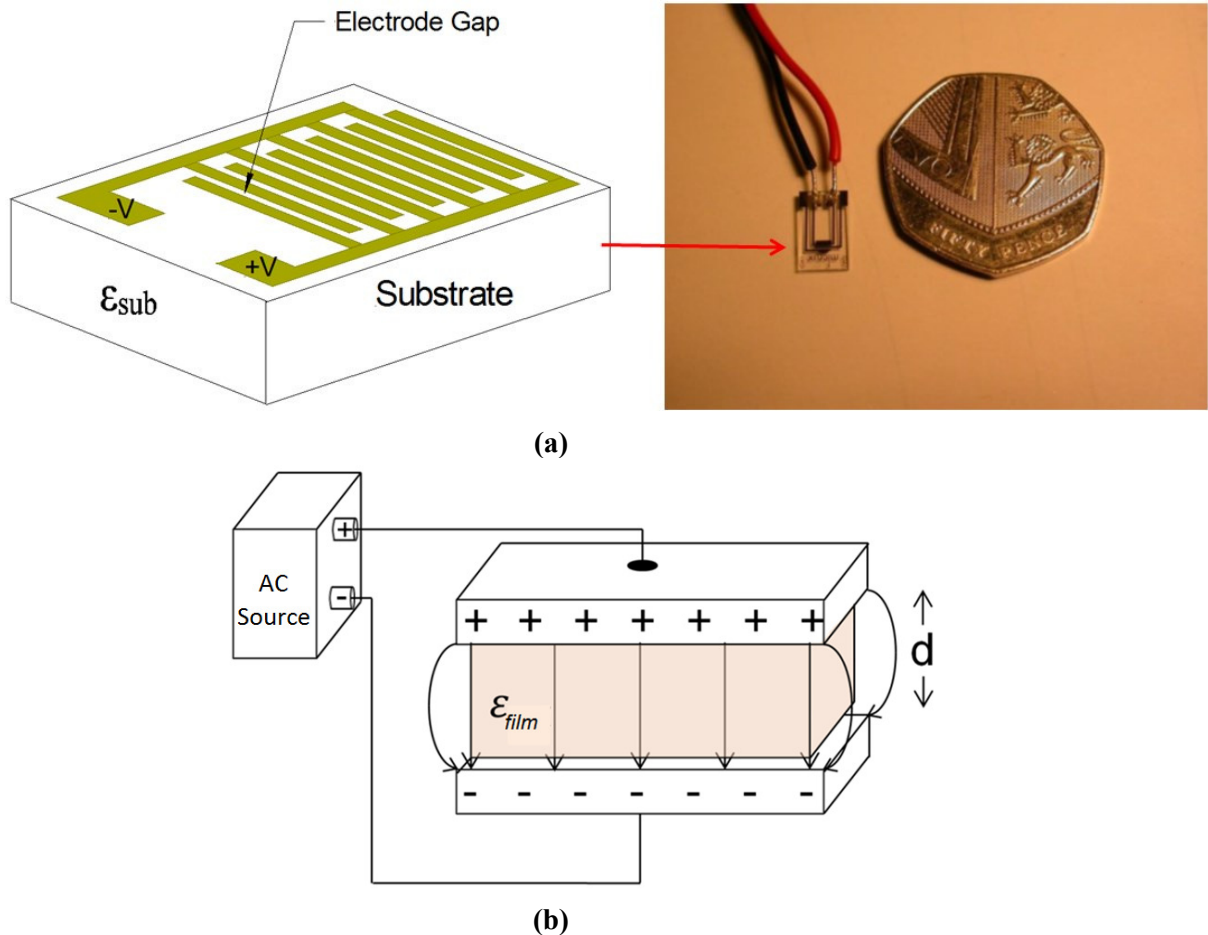 Electrode Gap
-V
+V
εsub
Substrate
FIFTY PENCE
(a)
+
-
AC
Source
+ + + + + + +
d
εfilm
- - - - - - -
(b)